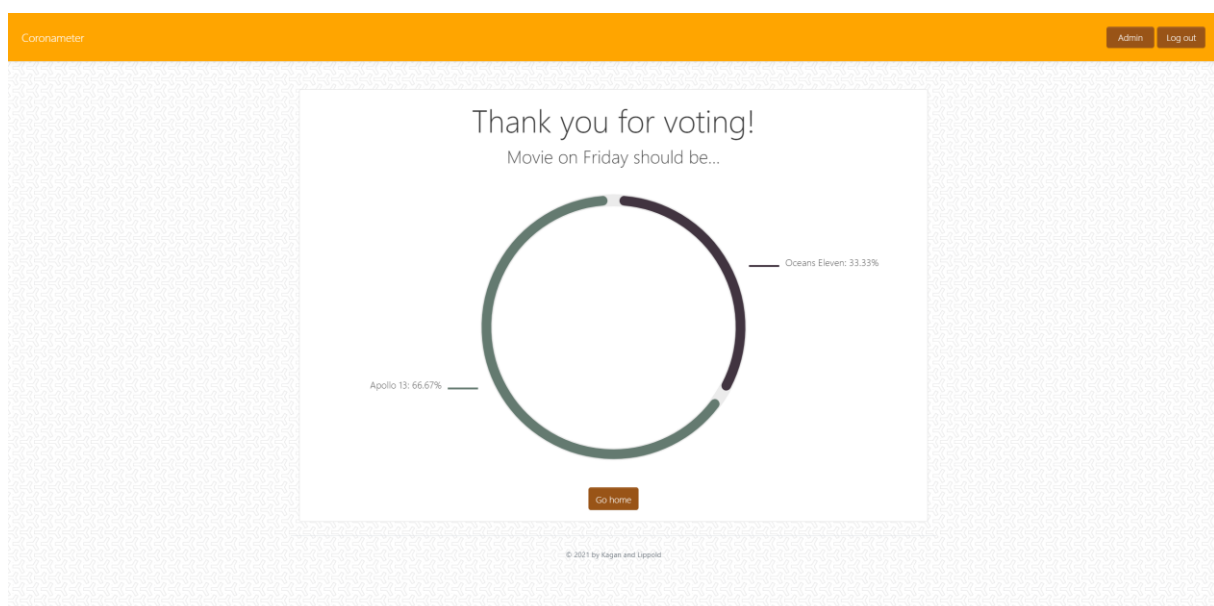 Coronameter
Admin
Log out
Thank you for voting!
Movie on Friday should be...
Oceans Eleven: 33.33%
Apollo 13: 66.67%
Go home
© 2021 by Kagan and Lippold